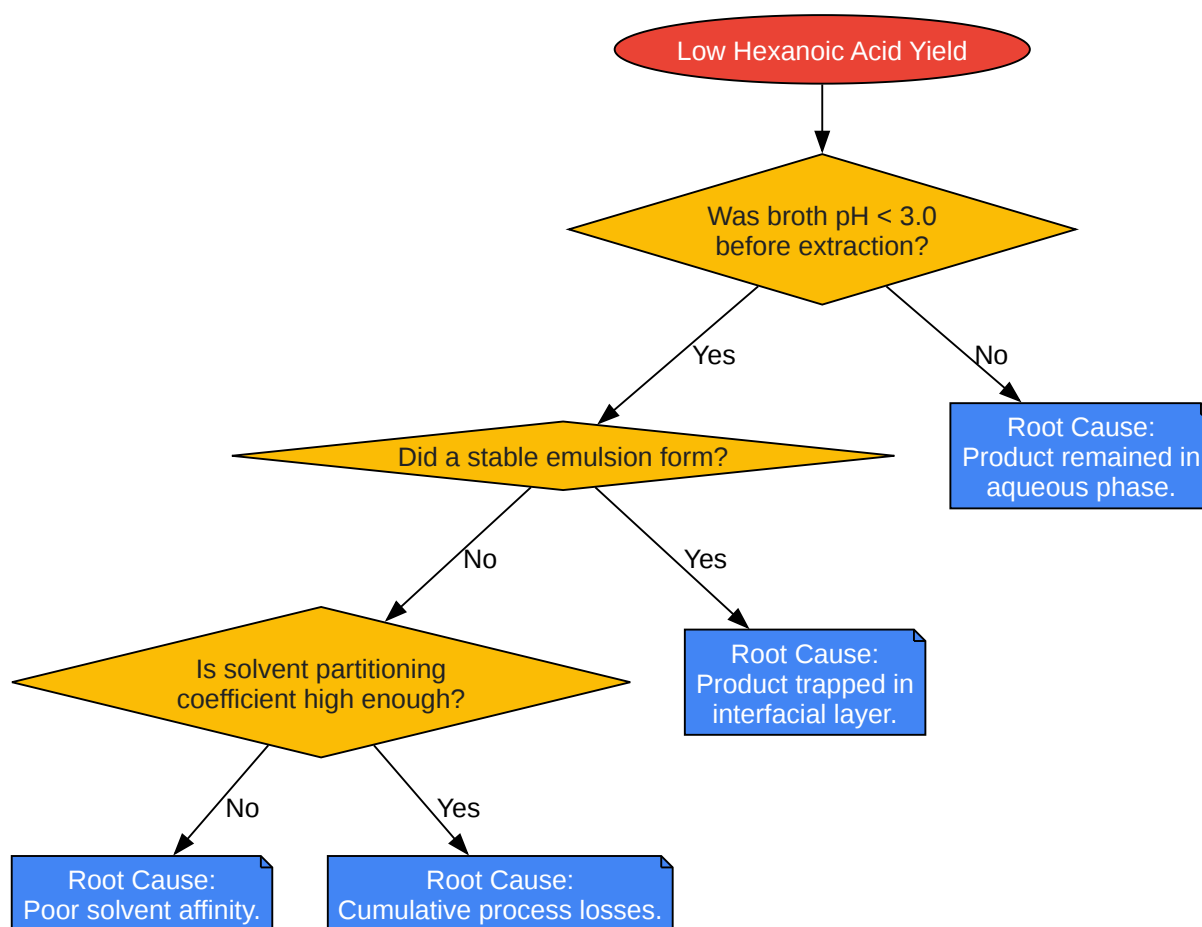 Low Hexanoic Acid Yield
Was broth pH < 3.0
before extraction?
Yes
No
Did a stable emulsion form?
Root Cause:
Product remained in
aqueous phase.
No
Yes
Is solvent partitioning
coefficient high enough?
Root Cause:
Product trapped in
interfacial layer.
No
Yes
Root Cause:
Poor solvent affinity.
Root Cause:
Cumulative process losses.